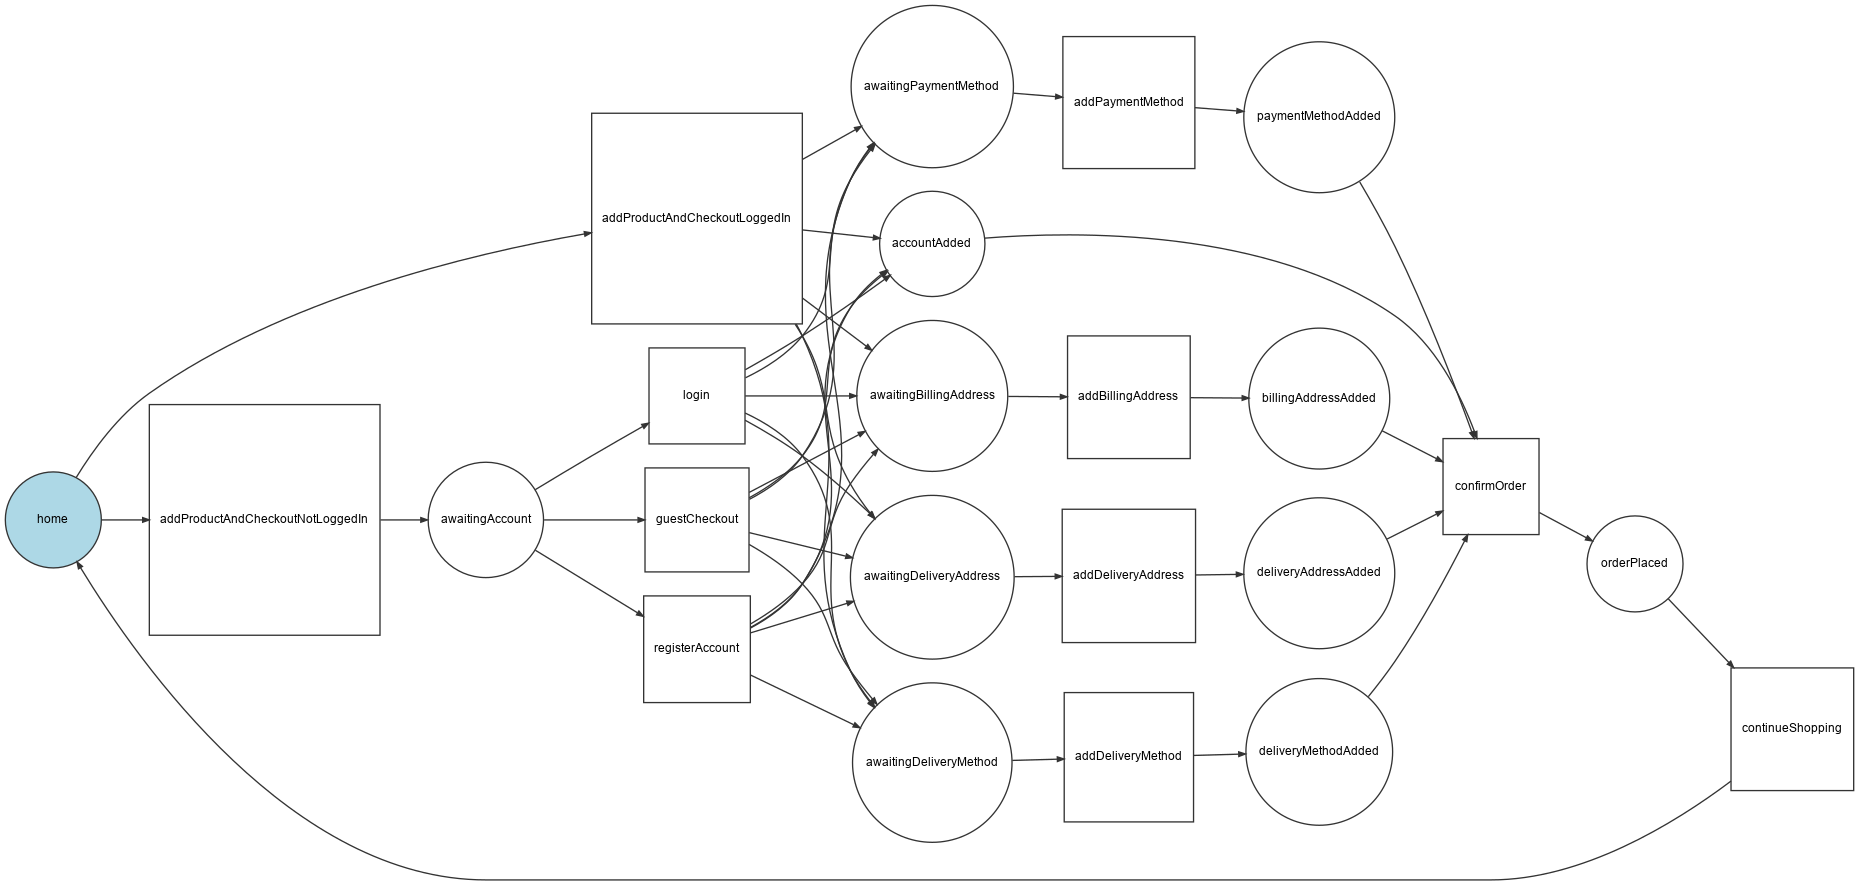 home
addProductAndCheckoutNotLoggedIn
awaitingAccount
addProductAndCheckoutLoggedIn
login
guestCheckout
registerAccount
awaitingPaymentMethod
accountAdded
awaitingBillingAddress
awaitingDeliveryAddress
awaitingDeliveryMethod
addPaymentMethod
addBillingAddress
addDeliveryAddress
addDeliveryMethod
paymentMethodAdded
billingAddressAdded
deliveryAddressAdded
deliveryMethodAdded
confirmOrder
orderPlaced
continueShopping